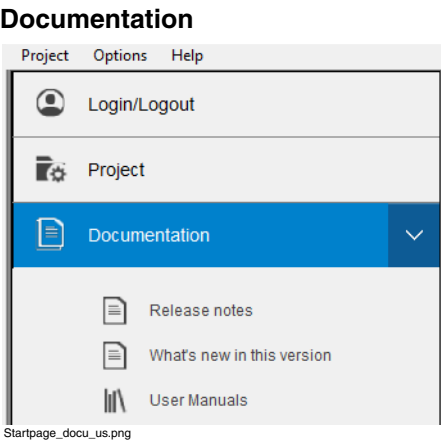 Documentation
Project Options Help
Login/Logout
Project
Documentation
Release notes
What's new in this version
User Manuals
Startpage_docu_us.png